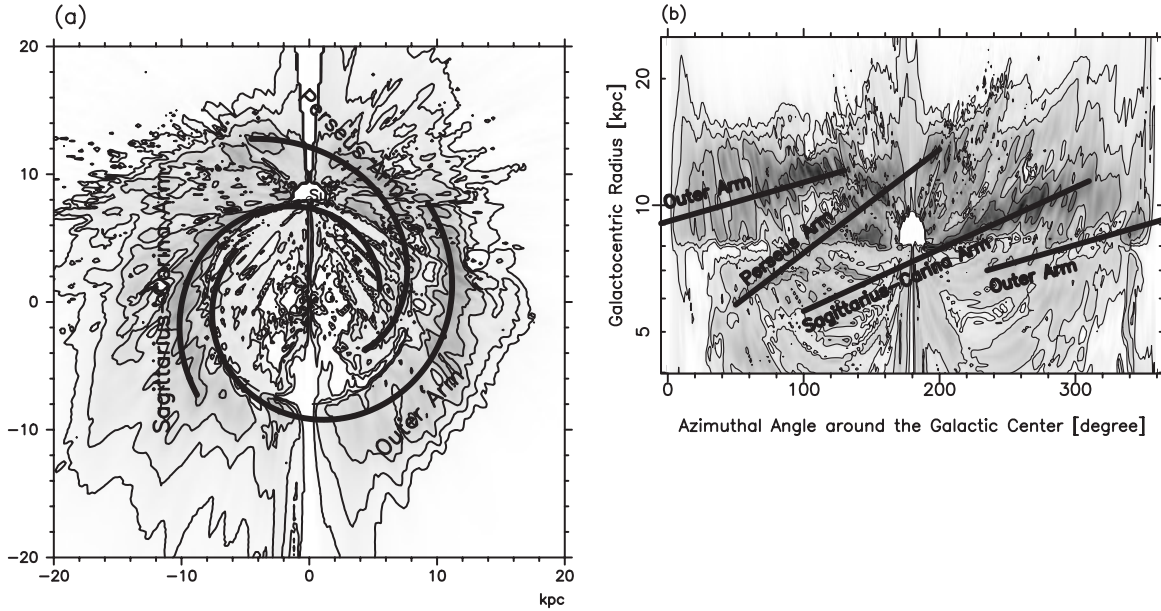 (a)
20
10
0
−10
−20
−20
−10
0
10
20
kpc
Perseus Arm
Sagittarius−Carina Arm
Outer Arm
(b)
Galactocentric Radius [kpc]
20
10
5
0
100
200
300
Azimuthal Angle around the Galactic Center [degree]
Outer Arm
Perseus Arm
Sagittarius−Carina Arm
Outer Arm